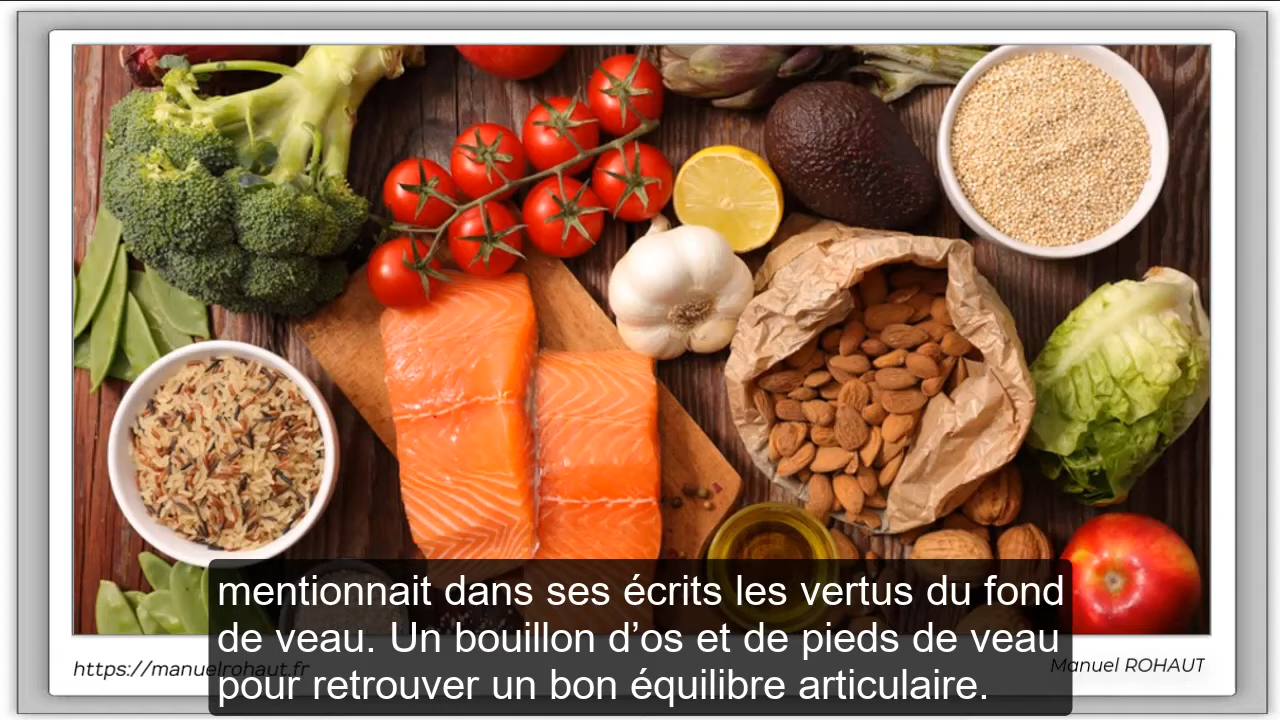 mentionnait dans ses écrits les vertus du fond
de veau. Un bouillon d’os et de pieds de veau
pour retrouver un bon équilibre articulaire.
https://manuelrohaut.fr
Manuel ROHAUT